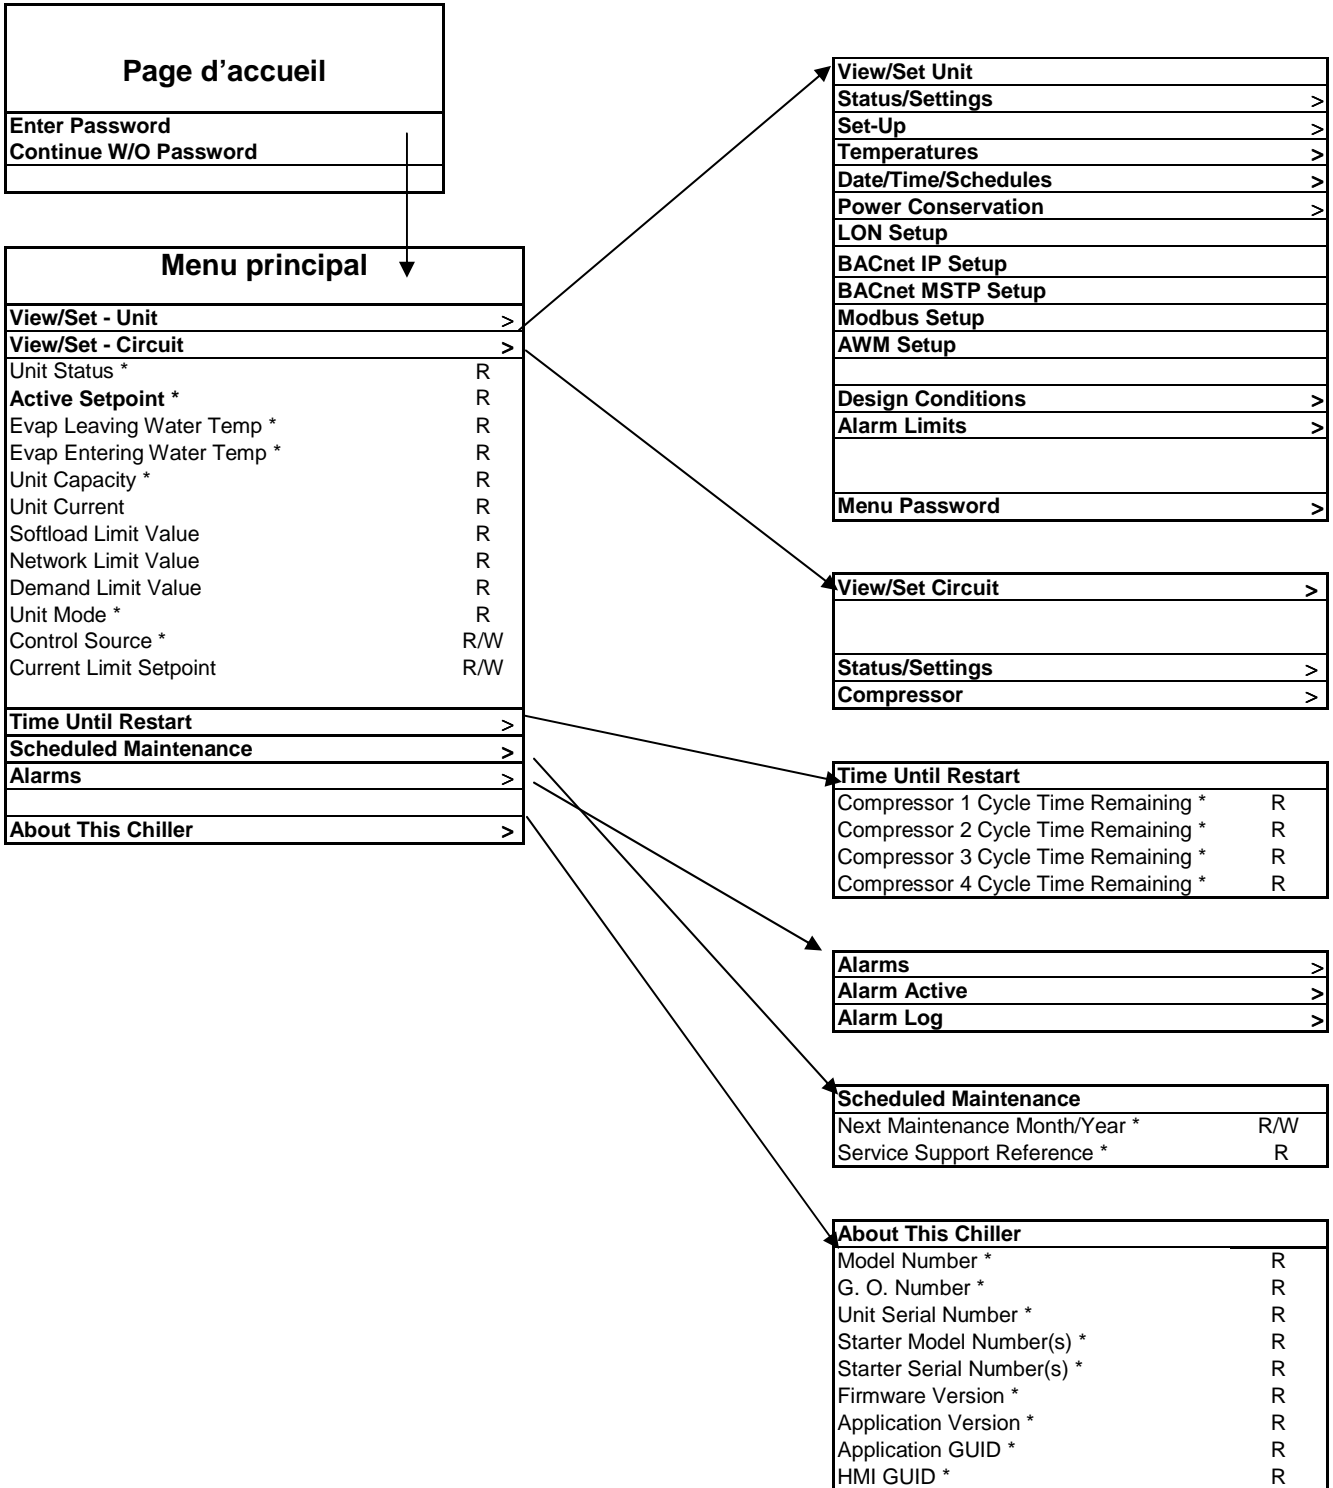 Page d’accueil
Enter Password
Continue W/O Password
Menu principal
View/Set - Unit >
View/Set - Circuit >
Unit Status * R
Active Setpoint * R
Evap Leaving Water Temp * R
Evap Entering Water Temp * R
Unit Capacity * R
Unit Current R
Softload Limit Value R
Network Limit Value R
Demand Limit Value R
Unit Mode * R
Control Source * R/W
Current Limit Setpoint R/W
Time Until Restart >
Scheduled Maintenance >
Alarms >
About This Chiller >
View/Set Unit
Status/Settings >
Set-Up >
Temperatures >
Date/Time/Schedules >
Power Conservation >
LON Setup
BACnet IP Setup
BACnet MSTP Setup
Modbus Setup
AWM Setup
Design Conditions >
Alarm Limits >
Menu Password >
View/Set Circuit >
Status/Settings >
Compressor >
Time Until Restart
Compressor 1 Cycle Time Remaining * R
Compressor 2 Cycle Time Remaining * R
Compressor 3 Cycle Time Remaining * R
Compressor 4 Cycle Time Remaining * R
Alarms >
Alarm Active >
Alarm Log >
Scheduled Maintenance
Next Maintenance Month/Year * R/W
Service Support Reference * R
About This Chiller
Model Number * R
G. O. Number * R
Unit Serial Number * R
Starter Model Number(s) * R
Starter Serial Number(s) * R
Firmware Version * R
Application Version * R
Application GUID * R
HMI GUID * R